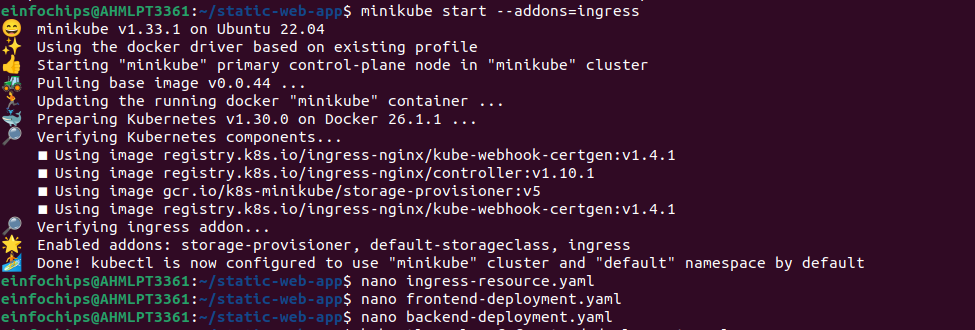 einfochips@AHMLPT3361:~/static-web-app$ minikube start --addons=ingress
minikube v1.33.1 on Ubuntu 22.04
Using the docker driver based on existing profile
Starting "minikube" primary control-plane node in "minikube" cluster
Pulling base image v0.0.44 ...
Updating the running docker "minikube" container ...
Preparing Kubernetes v1.30.0 on Docker 26.1.1 ...
Verifying Kubernetes components...
Using image registry.k8s.io/ingress-nginx/kube-webhook-certgen:v1.4.1
Using image registry.k8s.io/ingress-nginx/controller:v1.10.1
Using image gcr.io/k8s-minikube/storage-provisioner:v5
Using image registry.k8s.io/ingress-nginx/kube-webhook-certgen:v1.4.1
Verifying ingress addon...
Enabled addons: storage-provisioner, default-storageclass, ingress
Done! kubectl is now configured to use "minikube" cluster and "default" namespace by default
einfochips@AHMLPT3361:~/static-web-app$ nano ingress-resource.yaml
einfochips@AHMLPT3361:~/static-web-app$ nano frontend-deployment.yaml
einfochips@AHMLPT3361:~/static-web-app$ nano backend-deployment.yaml